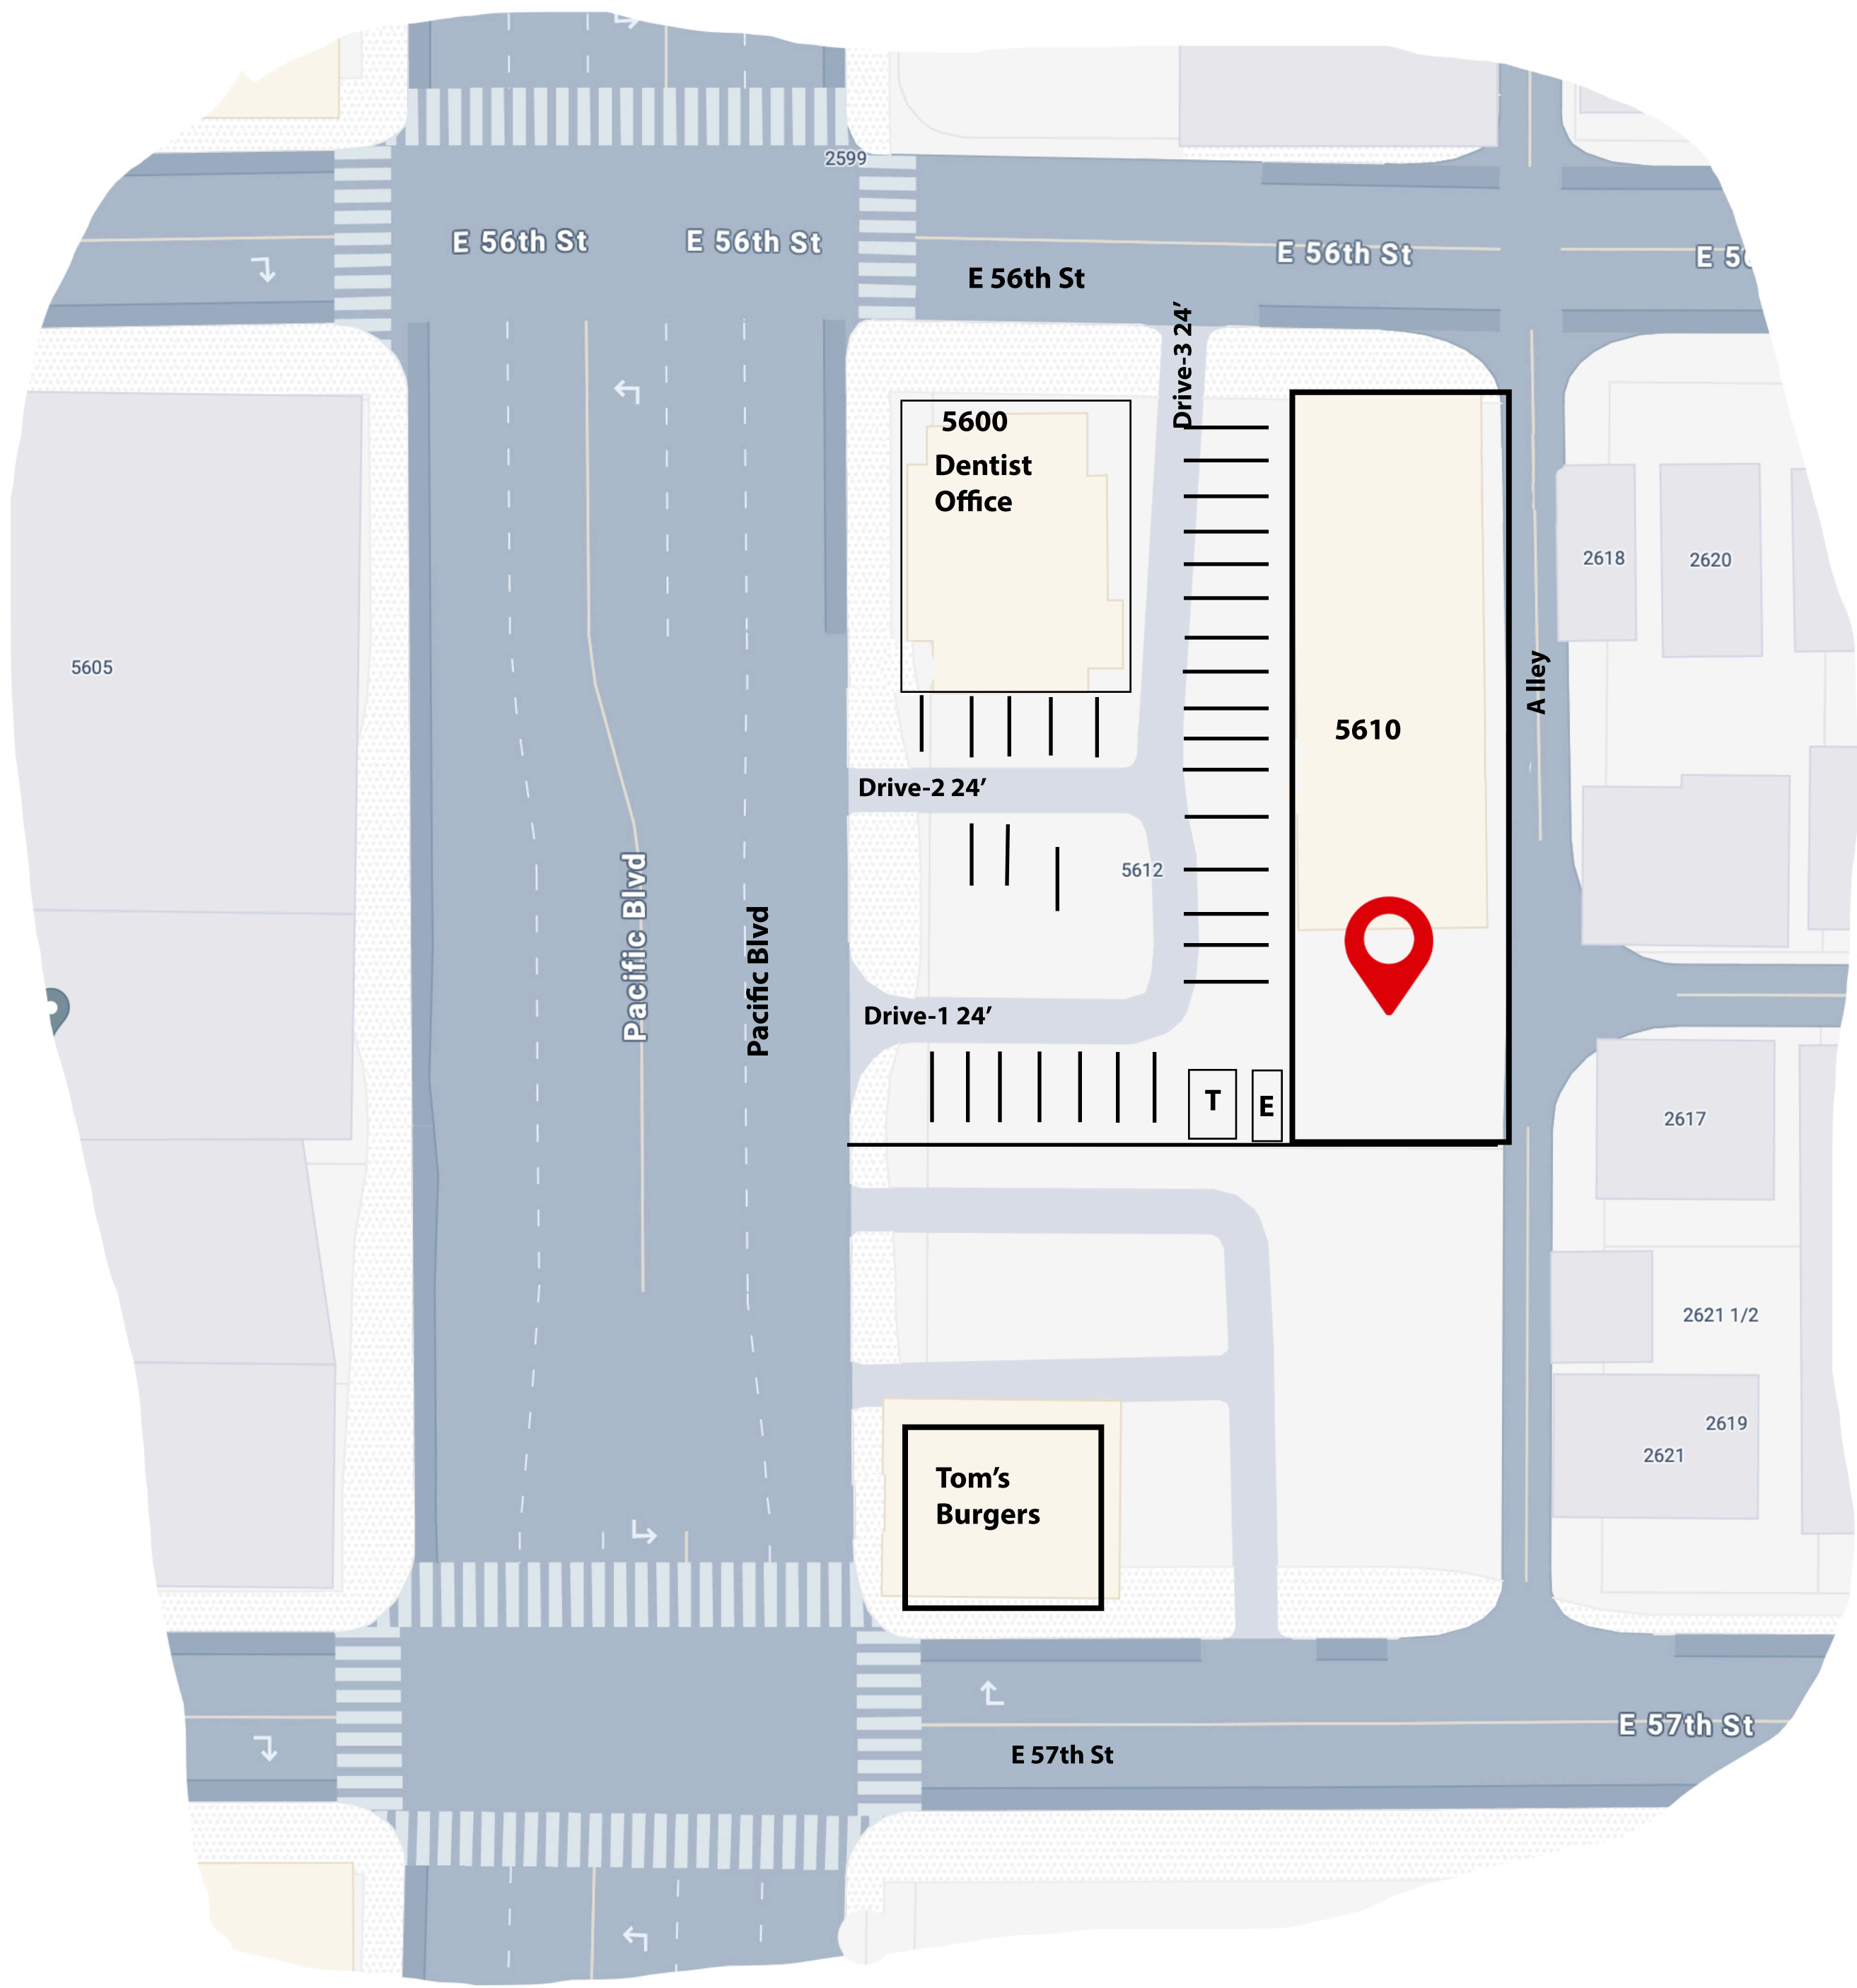 2599
E 56th St
E 56th St
E 56th St
E 5
E 56th St
Drive-3 24’
5600
Dentist
Office
2618
2620
5605
A lley
5610
Drive-2 24’
5612
Pacific Blvd
Pacific Blvd
Drive-1 24’
T
E
2617
2621 1/2
2619
2621
Tom’s
Burgers
E 57th St
E 57th St